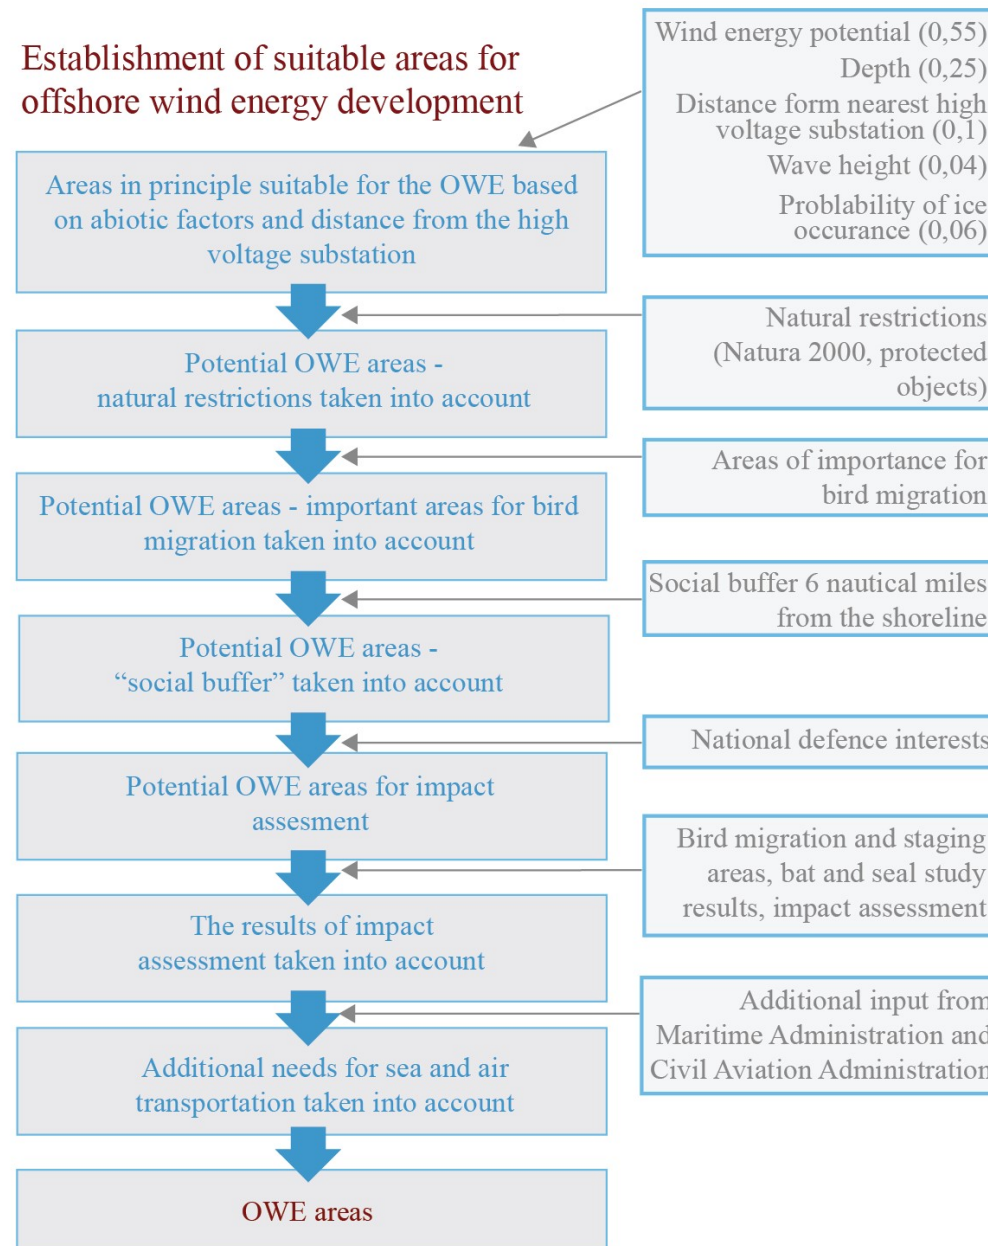 Establishment of suitable areas for
offshore wind energy development
Wind energy potential (0,55)
Depth (0,25)
Distance form nearest high
voltage substation (0,1)
Wave height (0,04)
Problability of ice
occurance (0,06)
Areas in principle suitable for the OWE based
on abiotic factors and distance from the high
voltage substation
Natural restrictions
(Natura 2000, protected
objects)
Potential OWE areas -
natural restrictions taken into account
Areas of importance for
bird migration
Potential OWE areas - important areas for bird
migration taken into account
Social buffer 6 nautical miles
from the shoreline
Potential OWE areas -
“social buffer” taken into account
National defence interests
Potential OWE areas for impact
assesment
Bird migration and staging
areas, bat and seal study
results, impact assessment
The results of impact
assessment taken into account
Additional input from
Maritime Administration and
Civil Aviation Administration
Additional needs for sea and air
transportation taken into account
OWE areas